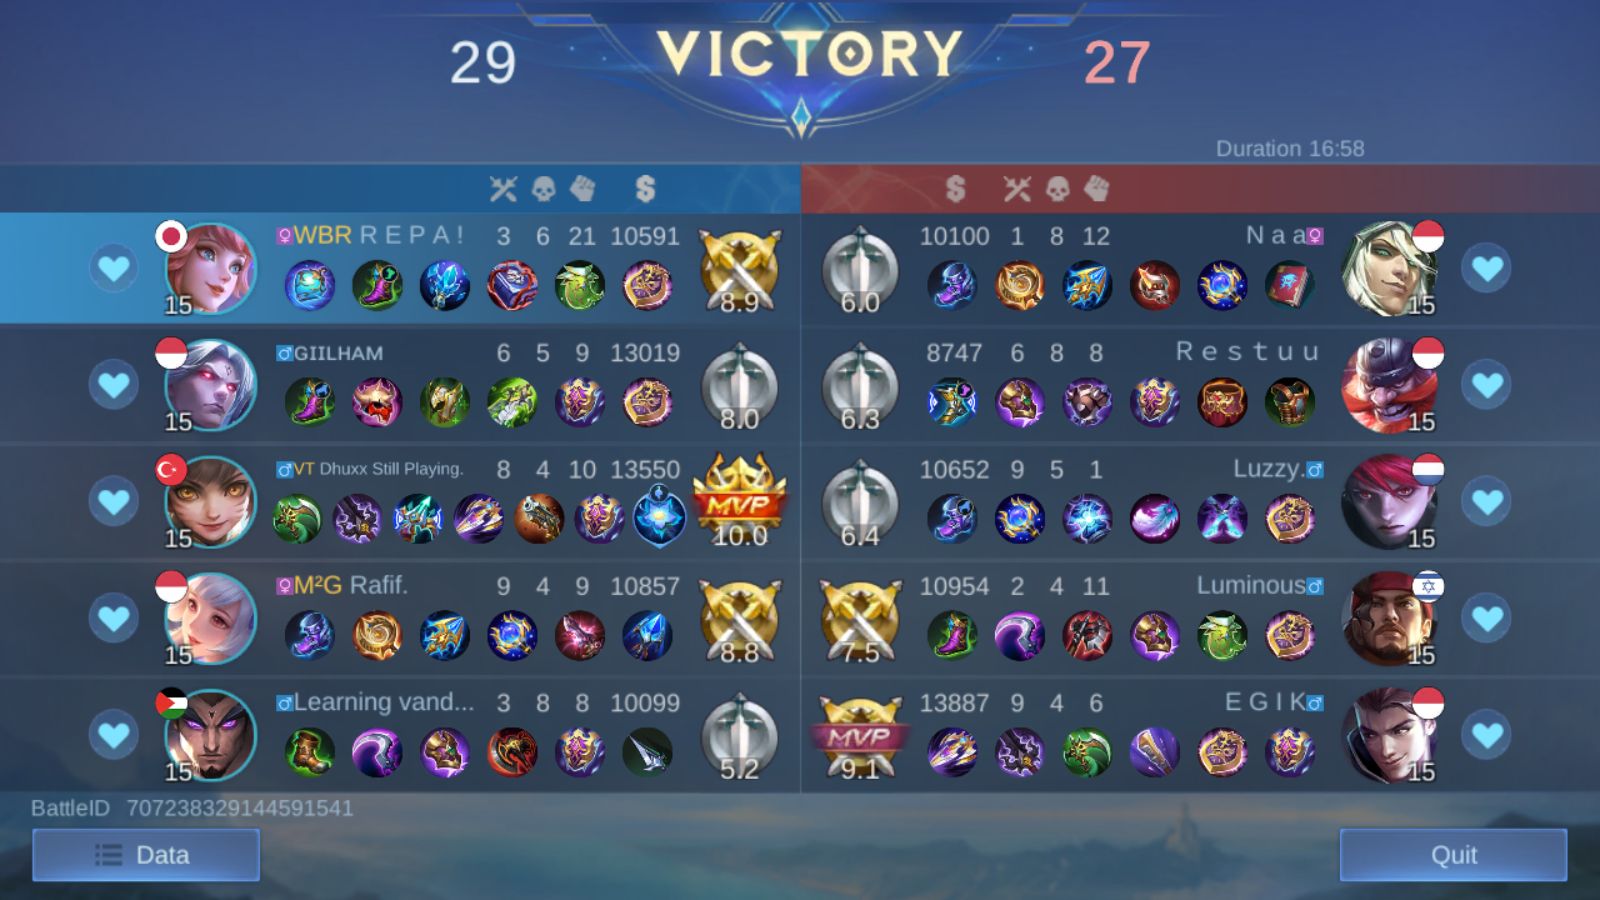 29 VICTORY 27
Duration 16:58
WBR R E P A ! 3 6 21 10591 8.9 15
6.0 10100 1 8 12 N a a 15
GIILHAM 6 5 9 13019 8.0 15
6.3 8747 6 8 8 R e s t u u 15
VT Dhuxx Still Playing. 8 4 10 13550 MVP 10.0 15
6.4 10652 9 5 1 Luzzy. 15
M²G Rafif. 9 4 9 10857 8.8 15
7.5 10954 2 4 11 Luminous 15
Learning vand... 3 8 8 10099 5.2 15
MVP 9.1 13887 9 4 6 E G I K 15
BattleID 707238329144591541
Data
Quit